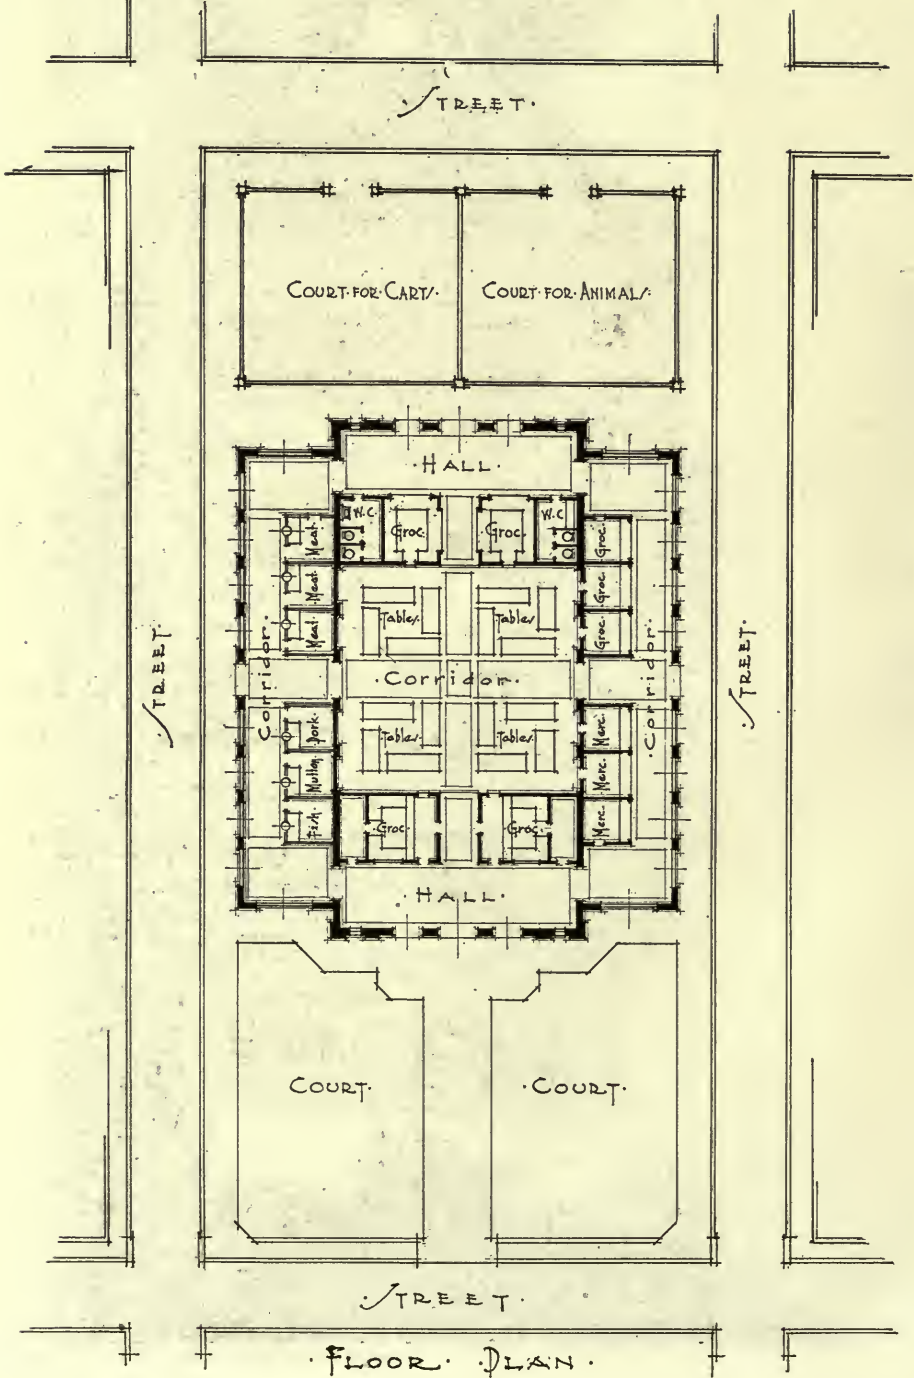 ·STREET·
COURT·FOR·CARTS·
COURT·FOR·ANIMALS·
·HALL·
W.C.
Groc.
Groc.
W.C.
Meat.
Meat.
Meat.
Groc.
Groc.
Groc.
Tables.
Tables.
STREET·
Corridor.
·Corridor·
Corridor.
STREET·
Pork.
Mutton.
Fish.
Merc.
Merc.
Merc.
·Tables·
·Tables·
·Groc.
Groc.
·HALL·
COURT·
·COURT·
·STREET·
·FLOOR·PLAN·